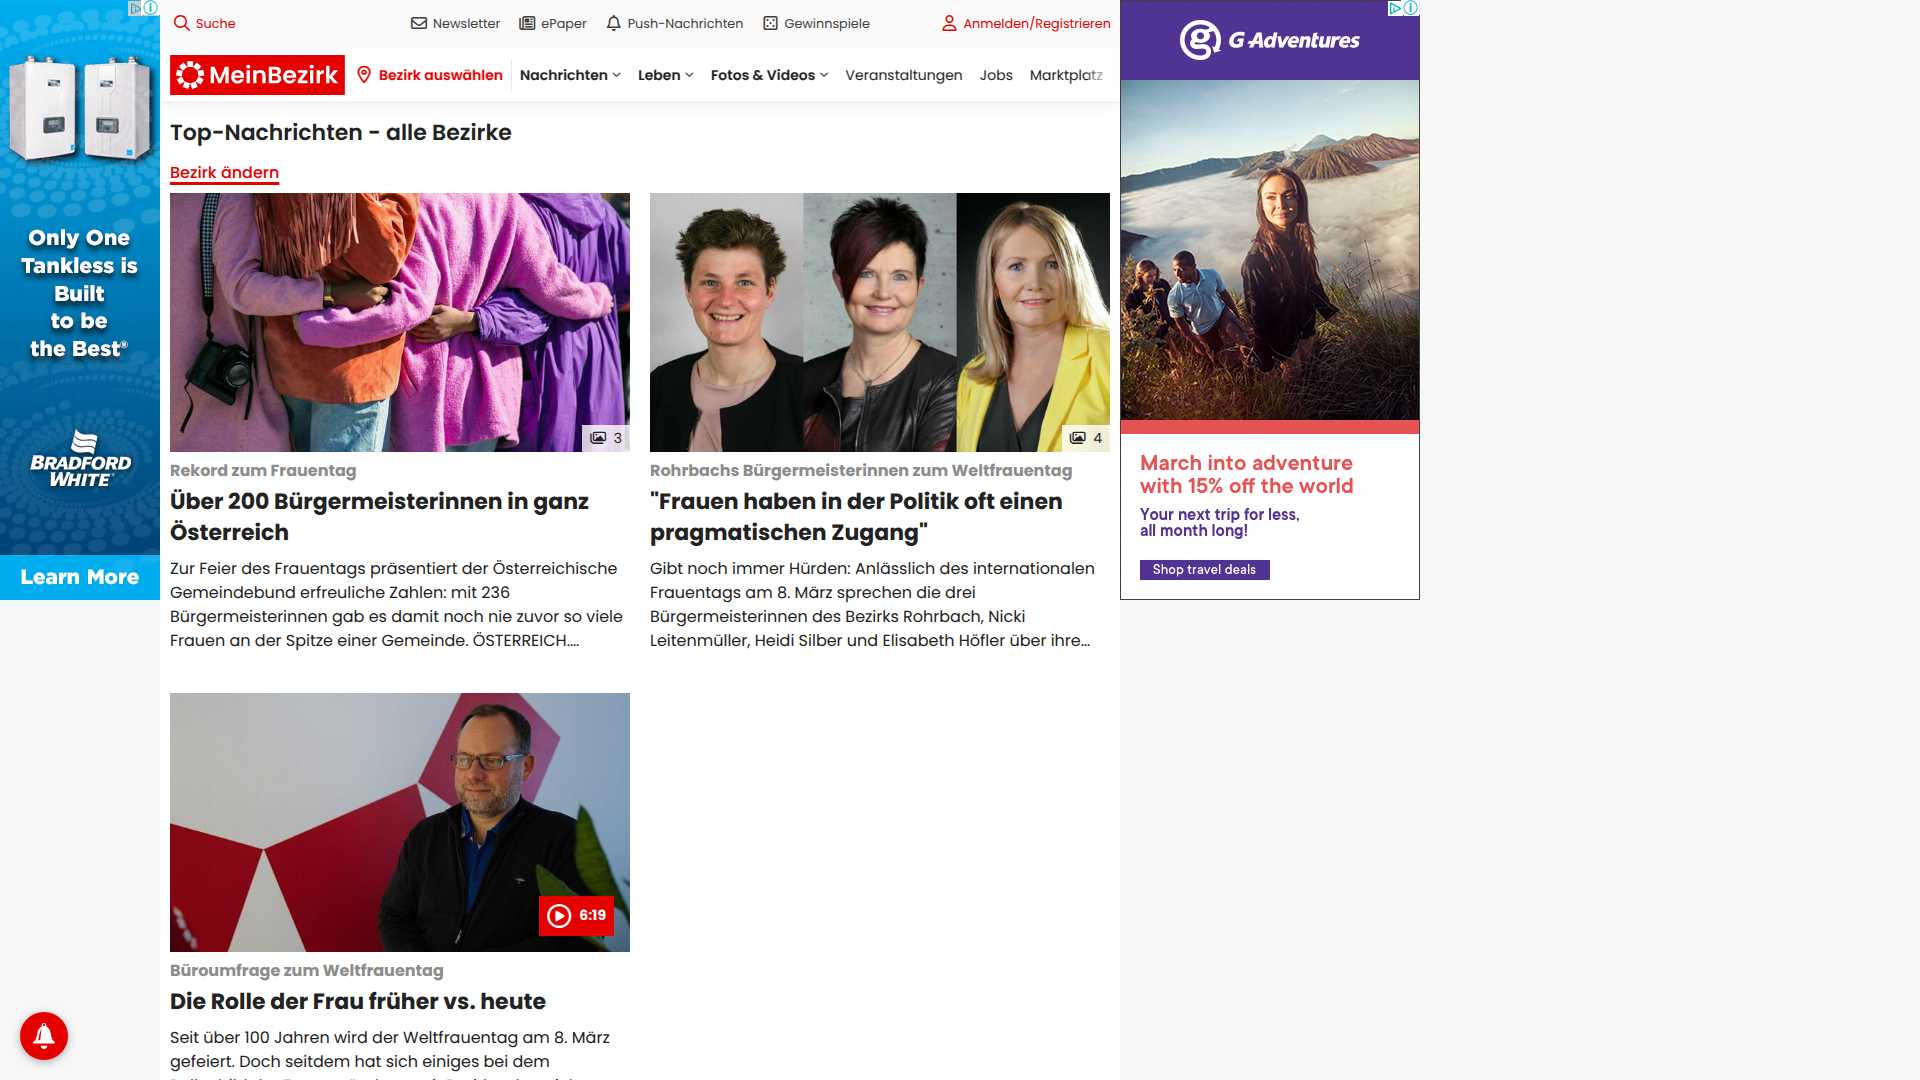 Suche
Newsletter
ePaper
Push-Nachrichten
Gewinnspiele
Anmelden/Registrieren
MeinBezirk
Bezirk auswählen
Nachrichten
Leben
Fotos & Videos
Veranstaltungen
Jobs
Marktplatz
Top-Nachrichten - alle Bezirke
Bezirk ändern
3
Rekord zum Frauentag
Über 200 Bürgermeisterinnen in ganz
Österreich
Zur Feier des Frauentags präsentiert der Österreichische
Gemeindebund erfreuliche Zahlen: mit 236
Bürgermeisterinnen gab es damit noch nie zuvor so viele
Frauen an der Spitze einer Gemeinde. ÖSTERREICH....
4
Rohrbachs Bürgermeisterinnen zum Weltfrauentag
"Frauen haben in der Politik oft einen
pragmatischen Zugang"
Gibt noch immer Hürden: Anlässlich des internationalen
Frauentags am 8. März sprechen die drei
Bürgermeisterinnen des Bezirks Rohrbach, Nicki
Leitenmüller, Heidi Silber und Elisabeth Höfler über ihre...
6:19
Büroumfrage zum Weltfrauentag
Die Rolle der Frau früher vs. heute
Seit über 100 Jahren wird der Weltfrauentag am 8. März
gefeiert. Doch seitdem hat sich einiges bei dem
Only One
Tankless is
Built
to be
the Best®
BRADFORD
WHITE
Learn More
G Adventures
March into adventure
with 15% off the world
Your next trip for less,
all month long!
Shop travel deals